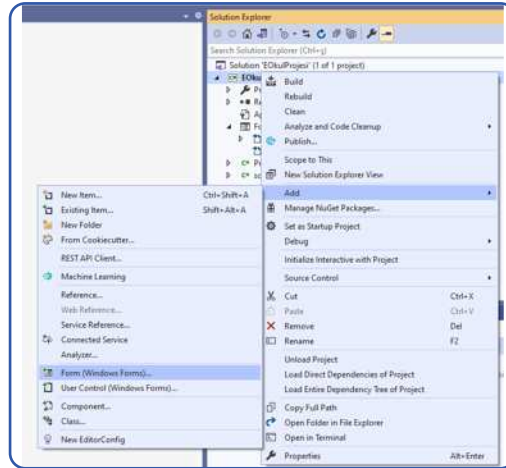 Solution Explorer
Search Solution Explorer (Ctrl+ş)
Solution 'EOkulProjesi' (1 of 1 project)
EOku
Build
Rebuild
Clean
Analyze and Code Cleanup
Publish...
Scope to This
New Solution Explorer View
Add
Manage NuGet Packages...
Set as Startup Project
Debug
Initialize Interactive with Project
Source Control
Cut Ctrl+X
Paste Ctrl+V
Remove Del
Rename F2
Unload Project
Load Direct Dependencies of Project
Load Entire Dependency Tree of Project
Copy Full Path
Open Folder in File Explorer
Open in Terminal
Properties Alt+Enter
New Item... Ctrl+Shift+A
Existing Item... Shift+Alt+A
New Folder
From Cookiecutter...
REST API Client...
Machine Learning
Reference...
Web Reference...
Service Reference...
Connected Service
Analyzer...
Form (Windows Forms)...
User Control (Windows Forms)...
Component...
Class...
New EditorConfig